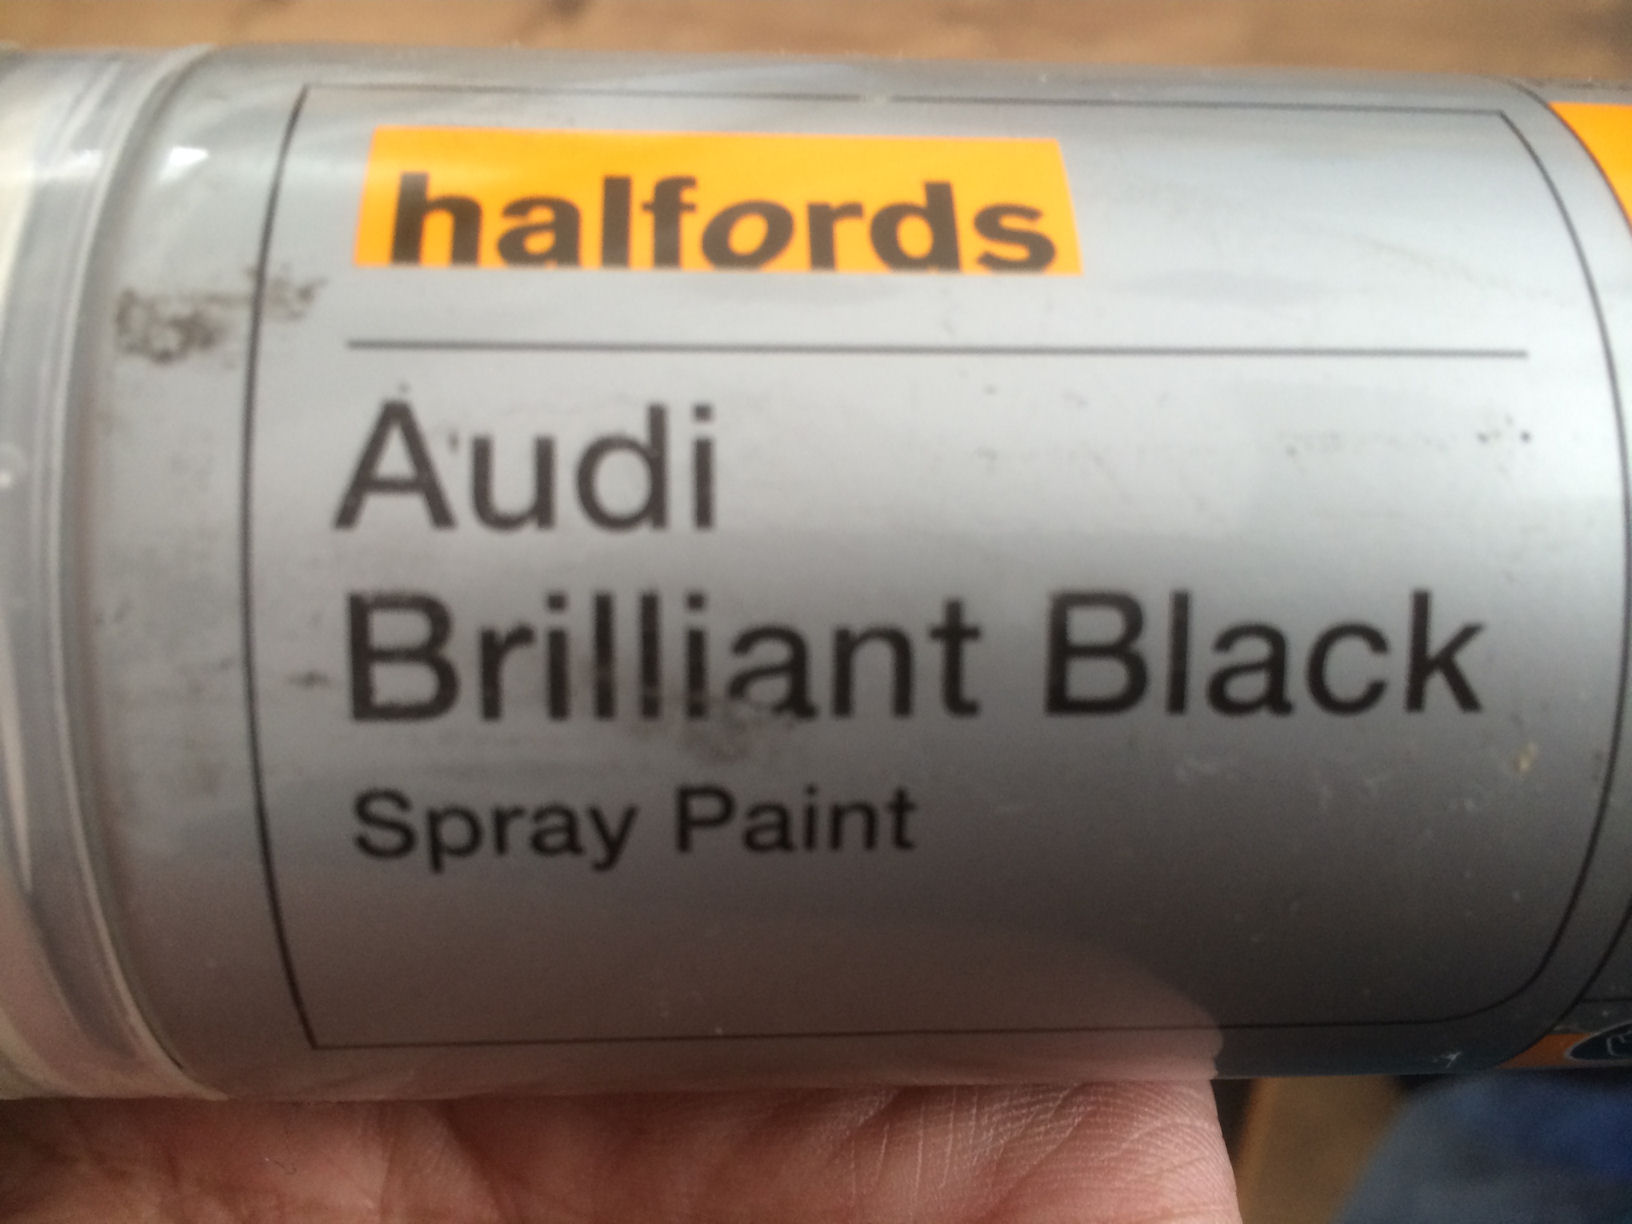 halfords
Audi
Brilliant Black
Spray Paint